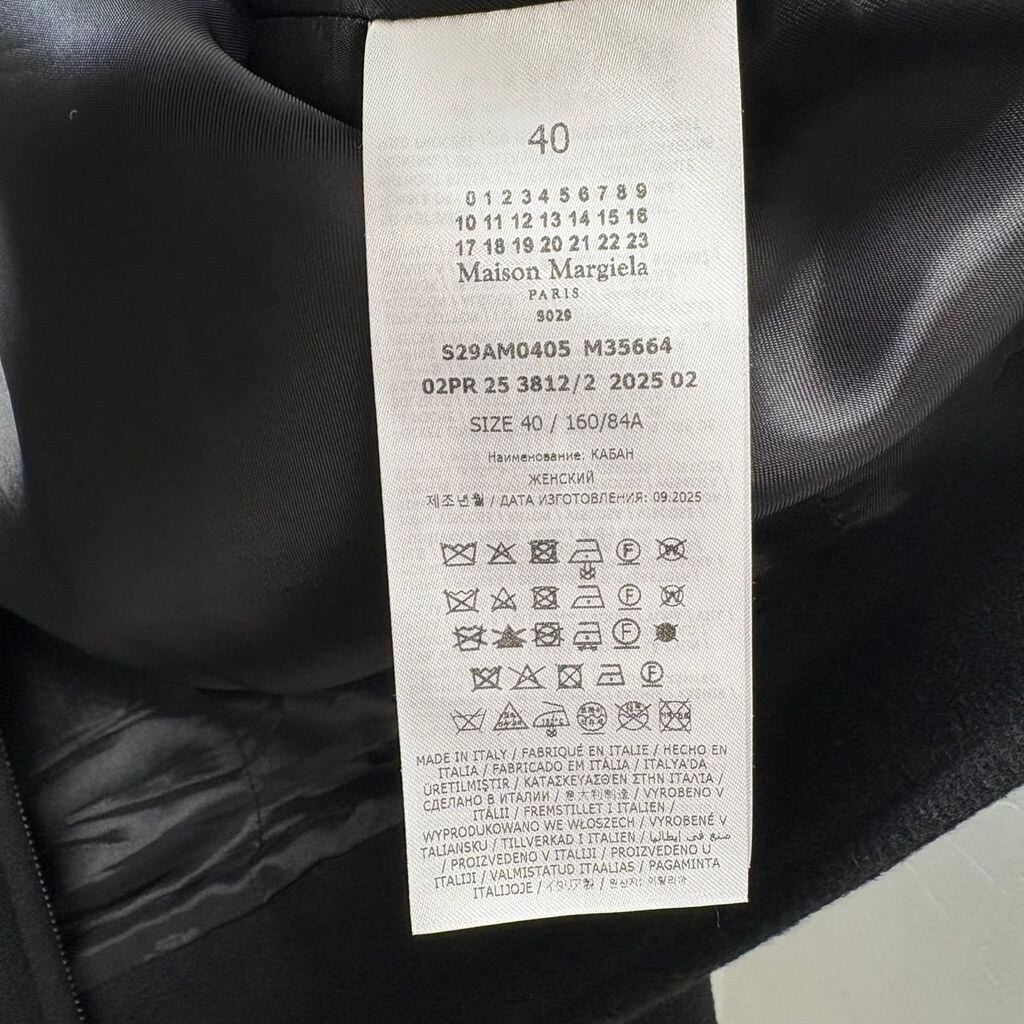 40
0 1 2 3 4 5 6 7 8 9
10 11 12 13 14 15 16
17 18 19 20 21 22 23
Maison Margiela
PARIS
S029
S29AM0405 M35664
02PR 25 3812/2 2025 02
SIZE 40 / 160/84A
Наименование: КАБАН
ЖЕНСКИЙ
제조년월 / ДАТА ИЗГОТОВЛЕНИЯ: 09.2025
F W
F W
F
F
MADE IN ITALY / FABRIQUÉ EN ITALIE / HECHO EN
ITALIA / FABRICADO EM ITÁLIA / ITALYA'DA
ÜRETILMIŞTIR / ΚΑΤΑΣΚΕΥΑΣΘΕΝ ΣΤΗΝ ΙΤΑΛΙΑ /
СДЕЛАНО В ИТАЛИИ / 意大利制造 / VYROBENO V
ITÁLII / FREMSTILLET I ITALIEN /
WYPRODUKOWANO WE WŁOSZECH / VYROBENÉ V
TALIANSKU / TILLVERKAD I ITALIEN / صنع في إيطاليا
/ PROIZVEDENO V ITALIJI / PROIZVEDENO U
ITALIJI / VALMISTATUD ITAALIAS / PAGAMINTA
ITALIJOJE / イタリア製 / 원산지: 이탈리아